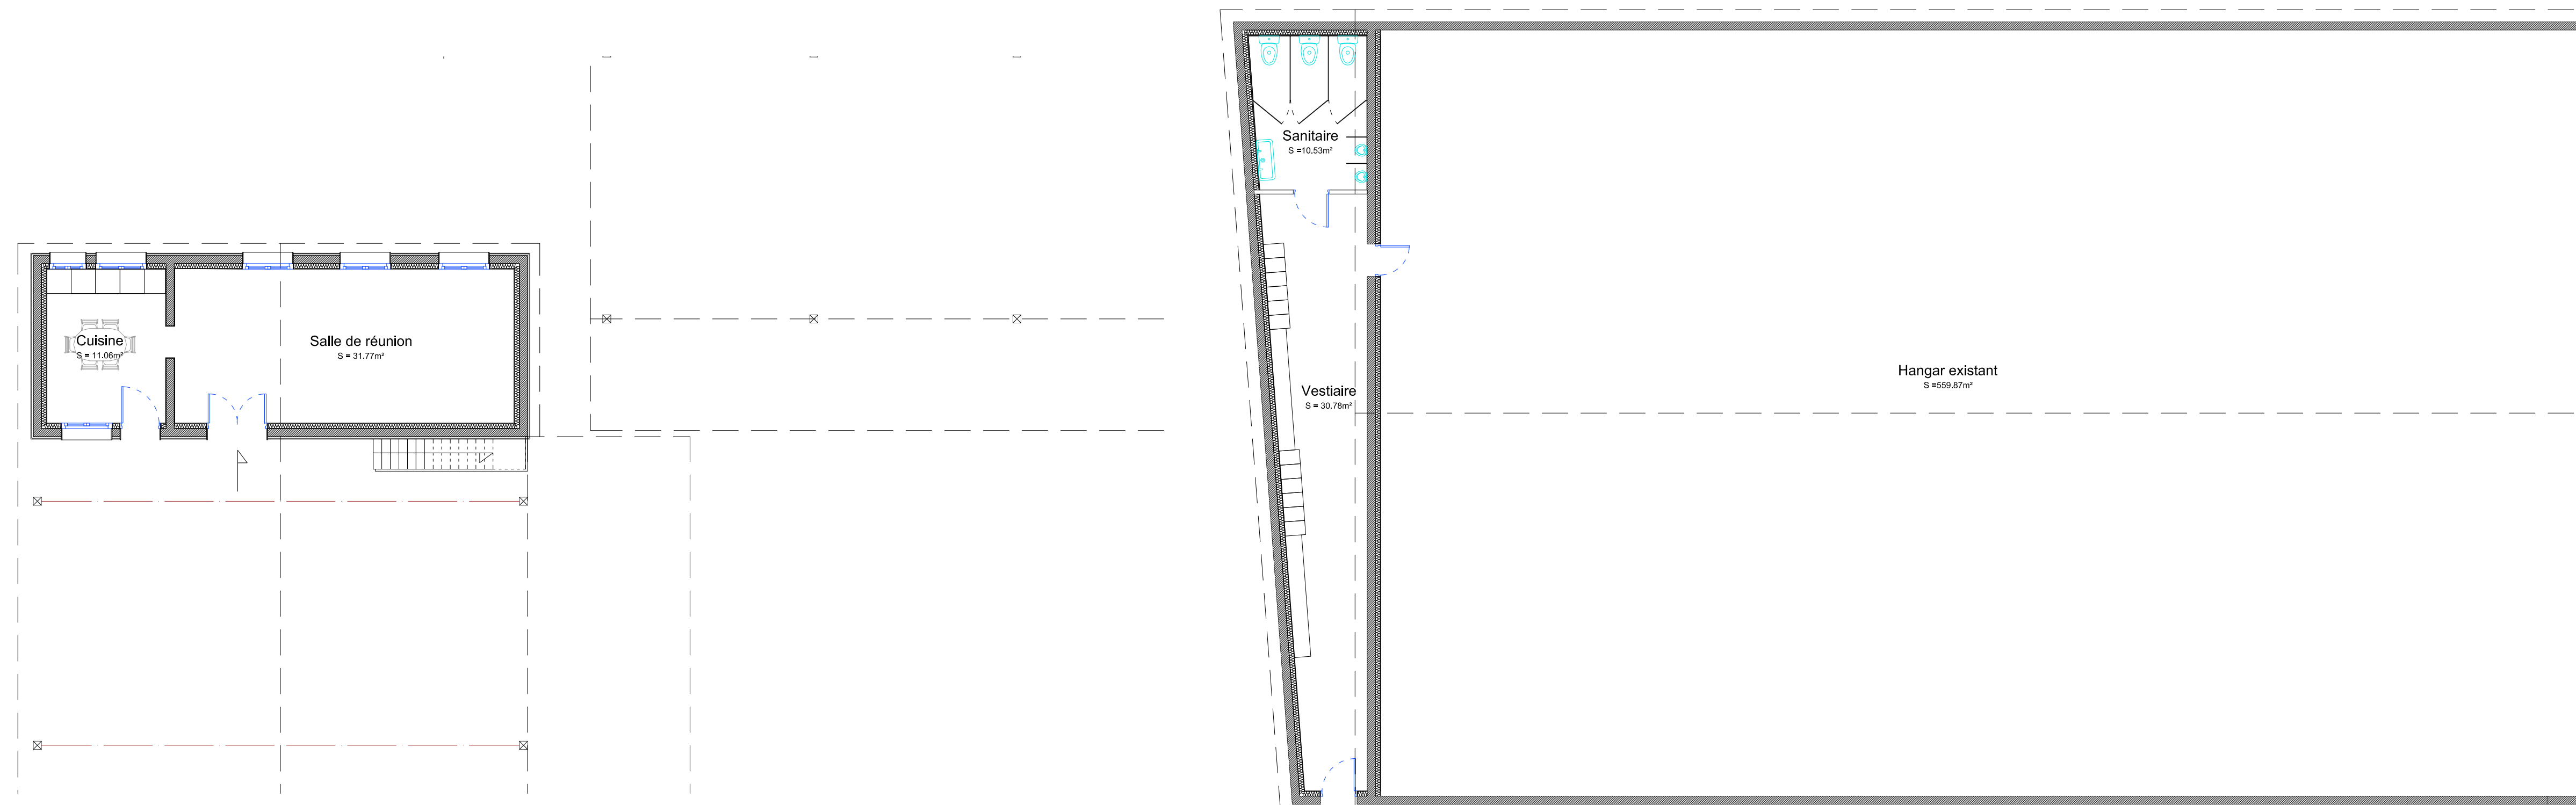 Sanitaire
S =10.53m²
Cuisine
S = 11.06m²
Salle de réunion
S = 31.77m²
Vestiaire
S = 30.78m²
Hangar existant
S =559.87m²